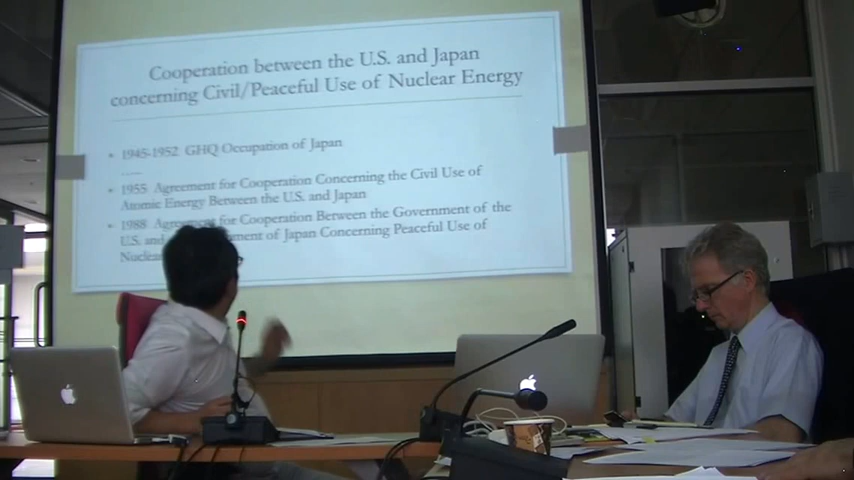 Cooperation between the U.S. and Japan
concerning Civil/Peaceful Use of Nuclear Energy
1945-1952 GHQ Occupation of Japan
......
1955 Agreement for Cooperation Concerning the Civil Use of
Atomic Energy Between the U.S. and Japan
1988 Agreement for Cooperation Between the Government of the
U.S. and ment of Japan Concerning Peaceful Use of
Nuclear